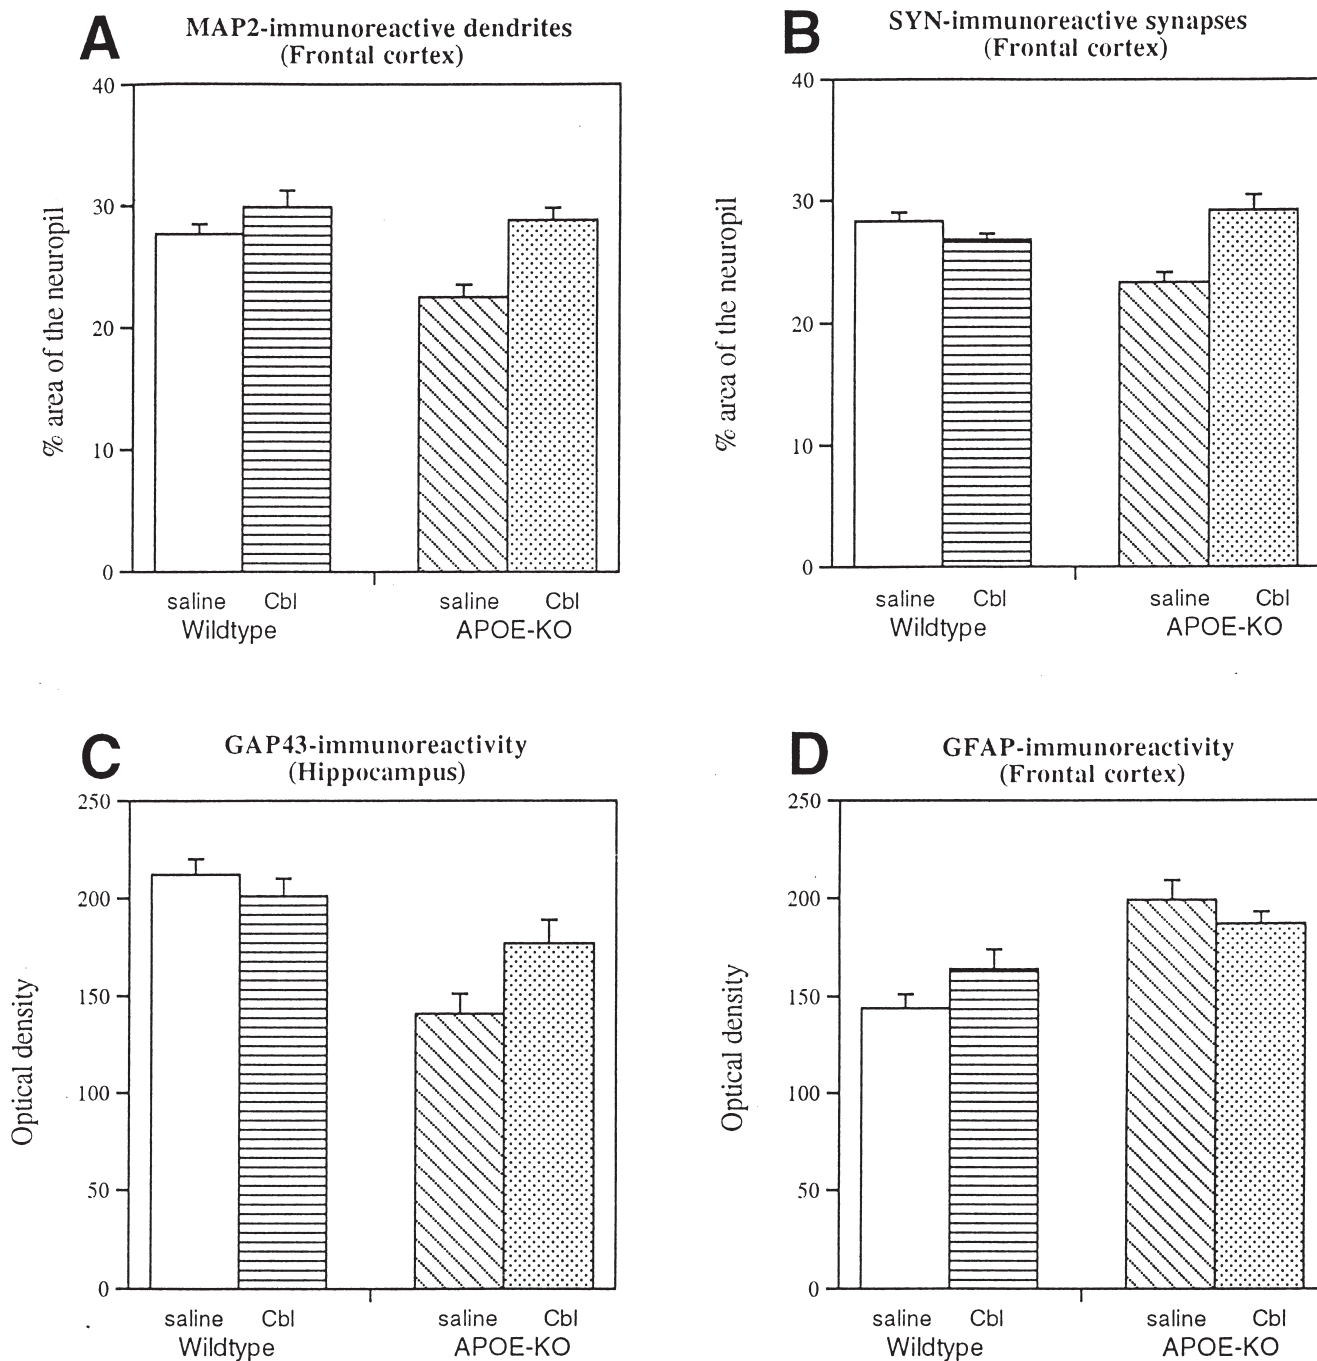 A
MAP2-immunoreactive dendrites
(Frontal cortex)
% area of the neuropil
40
30
20
10
0
saline Cbl saline Cbl
Wildtype APOE-KO
B
SYN-immunoreactive synapses
(Frontal cortex)
% area of the neuropil
40
30
20
10
0
saline Cbl saline Cbl
Wildtype APOE-KO
C
GAP43-immunoreactivity
(Hippocampus)
Optical density
250
200
150
100
50
0
saline Cbl saline Cbl
Wildtype APOE-KO
D
GFAP-immunoreactivity
(Frontal cortex)
Optical density
250
200
150
100
50
0
saline Cbl saline Cbl
Wildtype APOE-KO